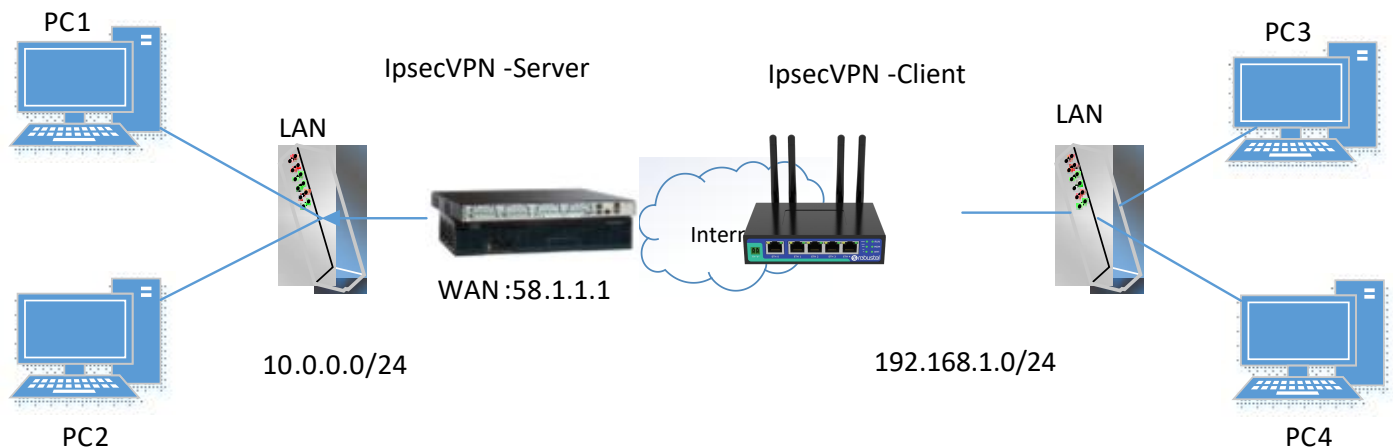 PC1
PC3
IpsecVPN -Server
IpsecVPN -Client
LAN
LAN
WAN :58.1.1.1
robustel
10.0.0.0/24
192.168.1.0/24
PC2
PC4